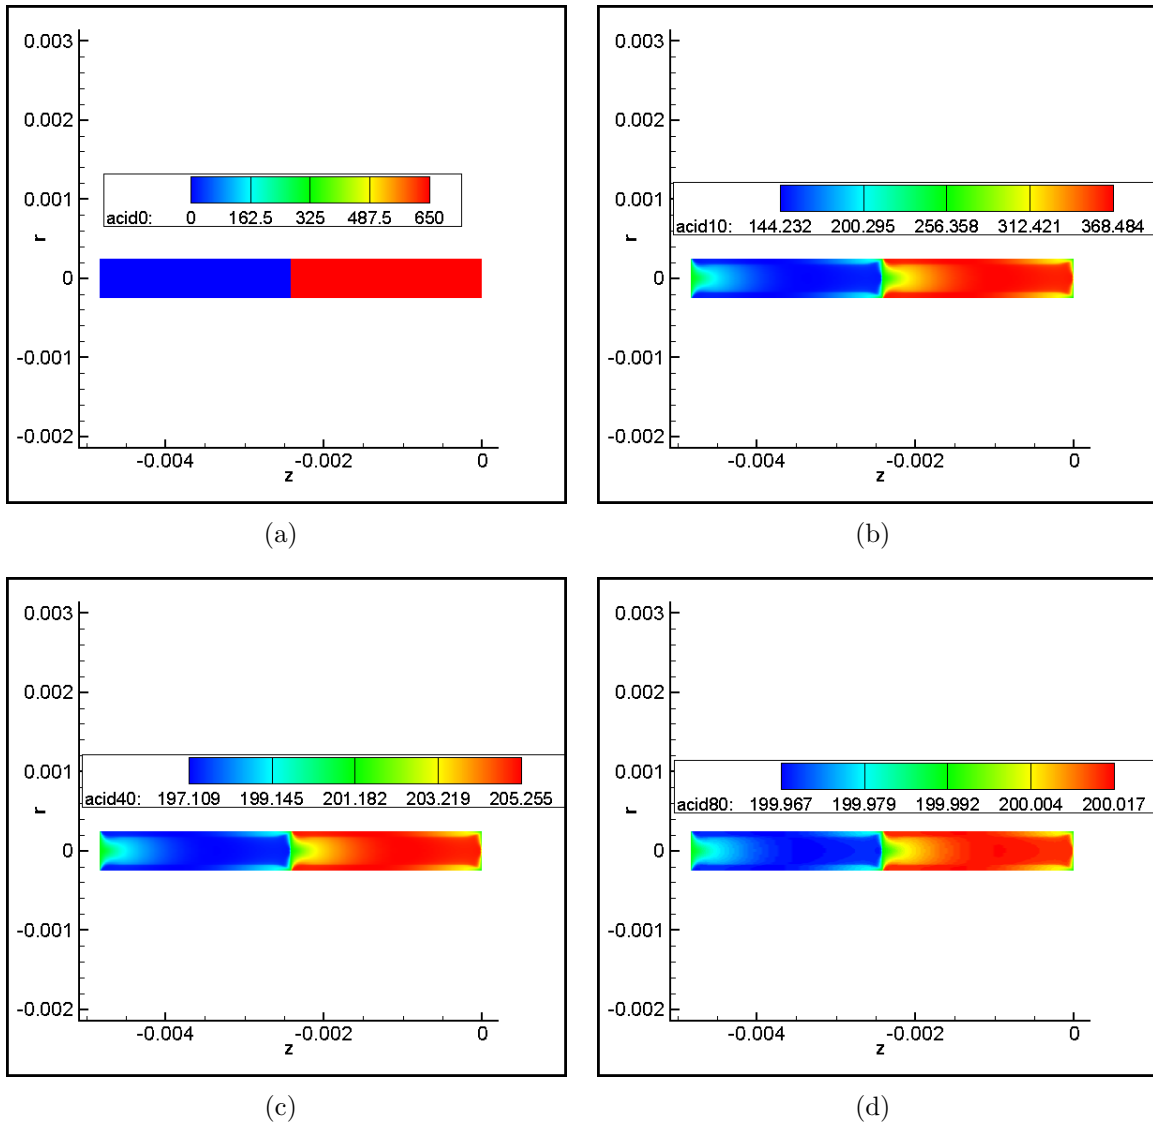 0.003
0.002
0.001
0
-0.001
-0.002
r
acid0: 0 162.5 325 487.5 650
-0.004 -0.002 0
z
(a)
0.003
0.002
0.001
0
-0.001
-0.002
r
acid10: 144.232 200.295 256.358 312.421 368.484
-0.004 -0.002 0
z
(b)
0.003
0.002
0.001
0
-0.001
-0.002
r
acid40: 197.109 199.145 201.182 203.219 205.255
-0.004 -0.002 0
z
(c)
0.003
0.002
0.001
0
-0.001
-0.002
r
acid80: 199.967 199.979 199.992 200.004 200.017
-0.004 -0.002 0
z
(d)